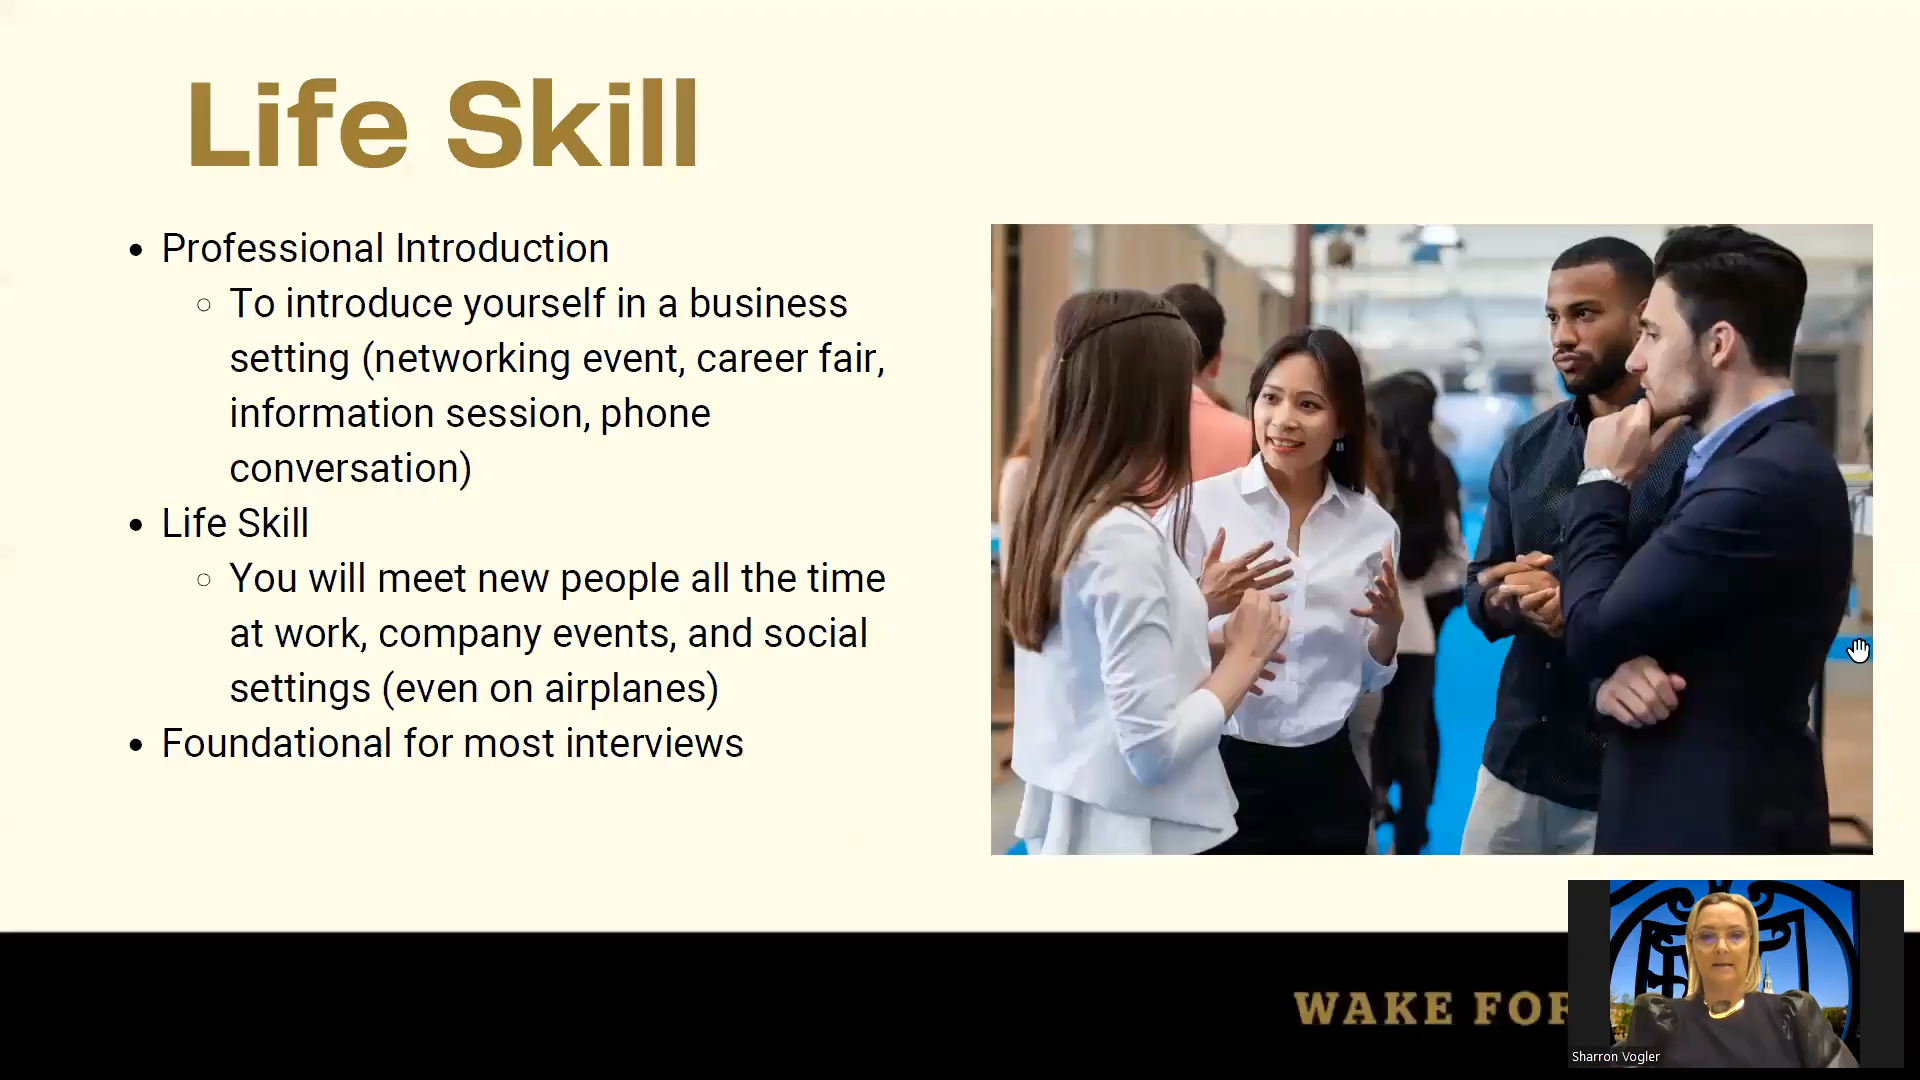 Life Skill
• Professional Introduction
○ To introduce yourself in a business
setting (networking event, career fair,
information session, phone
conversation)
• Life Skill
○ You will meet new people all the time
at work, company events, and social
settings (even on airplanes)
• Foundational for most interviews
WAKE FOR
Sharron Vogler